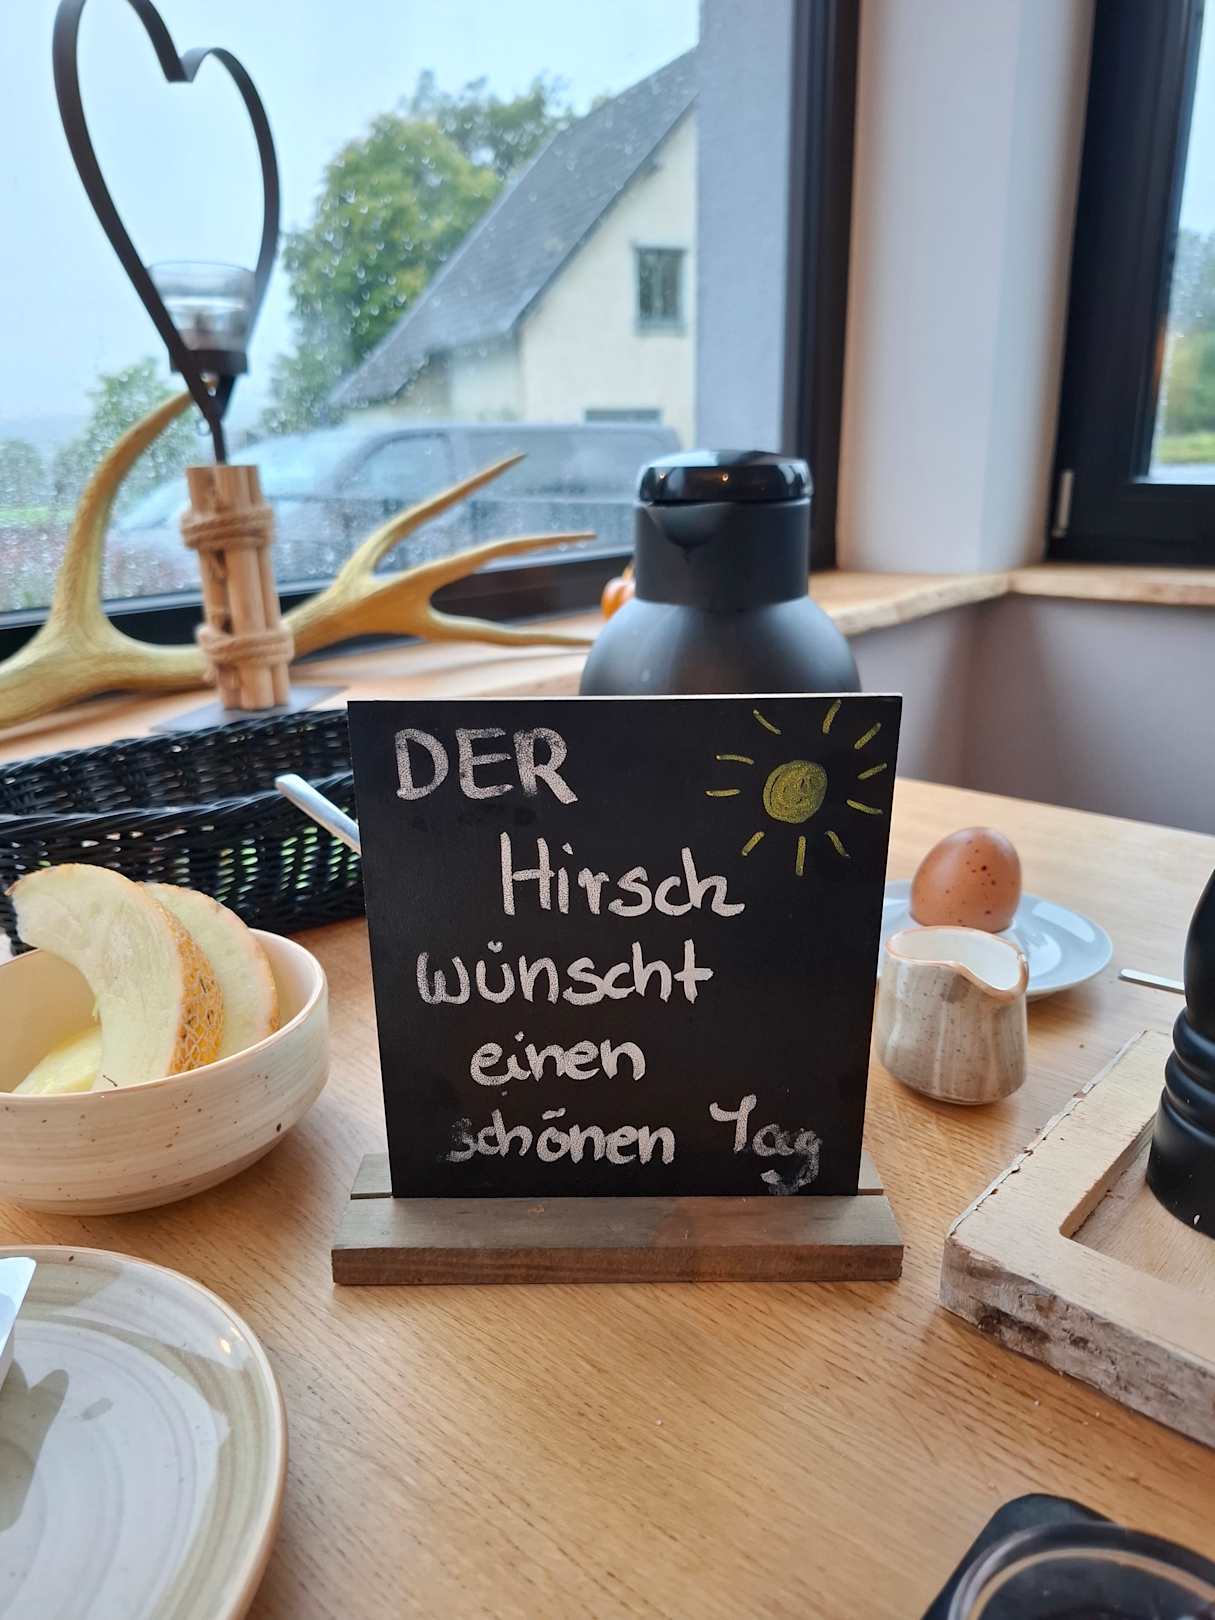 DER
Hirsch
wünscht
einen
schönen Tag